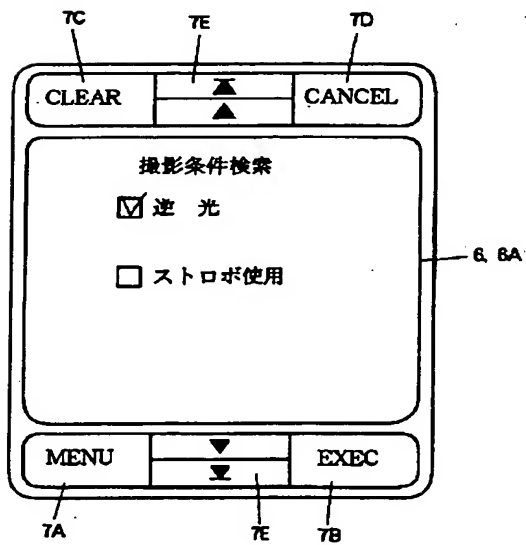 7C 7E 7D
CLEAR CANCEL
撮影条件検索
逆 光
ストロボ使用
6, 6A
MENU EXEC
7A 7E 7B